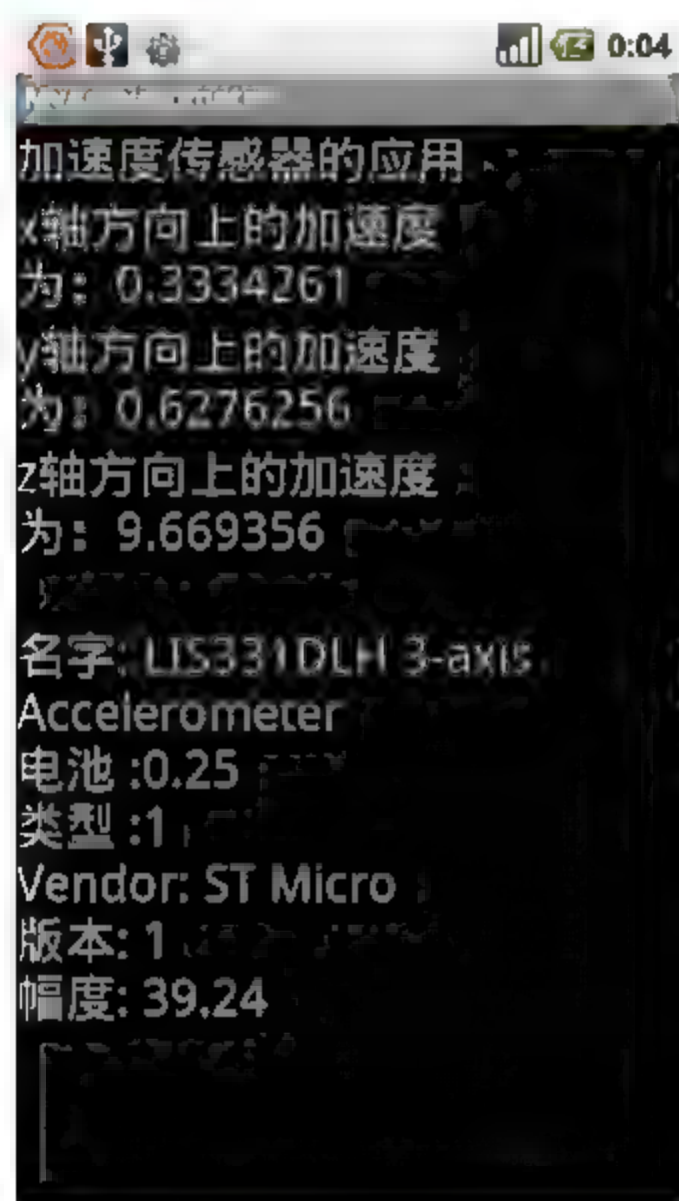 0:04
加速度传感器的应用
x轴方向上的加速度
为: 0.3334261
y轴方向上的加速度
为: 0.6276256
z轴方向上的加速度
为: 9.669356
名字: LIS331DLH 3-axis
Accelerometer
电池 :0.25
类型 :1
Vendor: ST Micro
版本: 1
幅度: 39.24